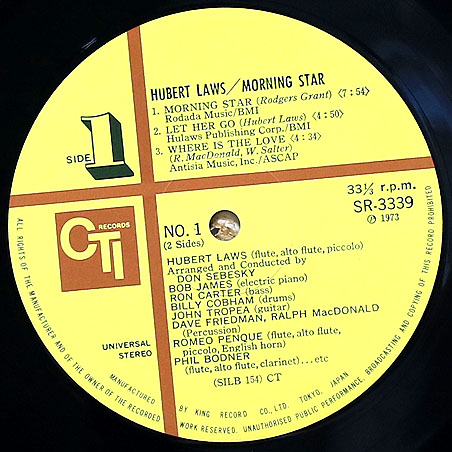 HUBERT LAWS/MORNING STAR
1. MORNING STAR (Rodgers Grant) <7:54>
Rodada Music/BMI
2. LET HER GO (Hubert Laws) <4:50>
Hulaws Publishing Corp./BMI
3. WHERE IS THE LOVE <4:34>
(R. MacDonald, W. Salter)
Antisia Music, Inc./ASCAP
SIDE 1
33⅓ r.p.m.
SR-3339
Ⓟ 1973
CTI RECORDS
NO. 1
(2 Sides)
HUBERT LAWS (flute, alto flute, piccolo)
Arranged and Conducted by
DON SEBESKY
BOB JAMES (electric piano)
RON CARTER (bass)
BILLY COBHAM (drums)
JOHN TROPEA (guitar)
DAVE FRIEDMAN, RALPH MacDONALD
(Percussion)
ROMEO PENQUE (flute, alto flute,
piccolo, English horn)
PHIL BODNER
(flute, alto flute, clarinet)...etc
(SILB 154) CT
UNIVERSAL
STEREO
MANUFACTURED BY KING RECORD CO., LTD. TOKYO, JAPAN
ALL RIGHTS OF THE MANUFACTURER AND OF THE OWNER OF THE RECORDED WORK RESERVED. UNAUTHORISED PUBLIC PERFORMANCE, BROADCASTING AND COPYING OF THIS RECORD PROHIBITED